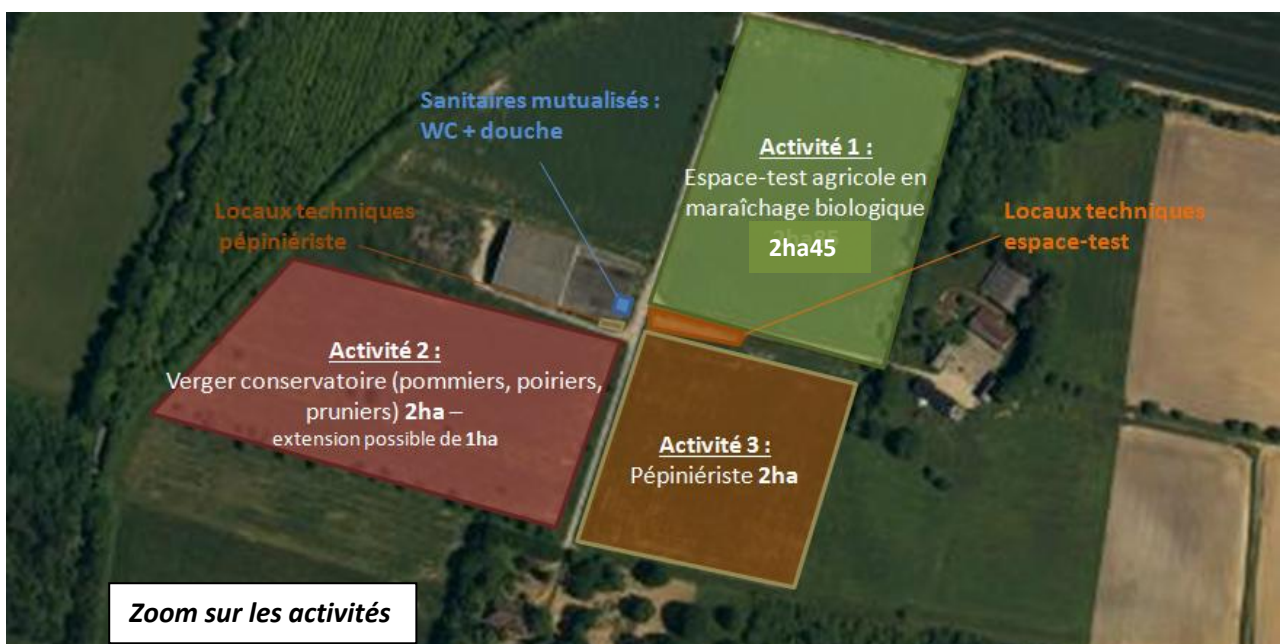 Sanitaires mutualisés :
WC + douche
Activité 1 :
Espace-test agricole en
maraîchage biologique
2ha45
Locaux techniques
pépiniériste
Locaux techniques
espace-test
Activité 2 :
Verger conservatoire (pommiers, poiriers,
pruniers) 2ha –
extension possible de 1ha
Activité 3 :
Pépiniériste 2ha
Zoom sur les activités